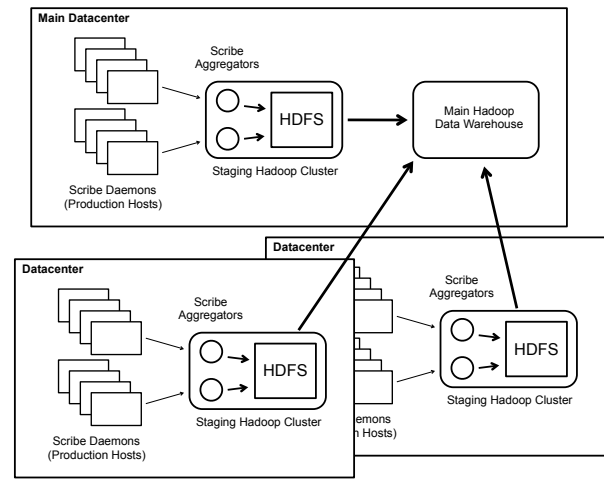 Main Datacenter
Scribe
Aggregators
HDFS
Main Hadoop
Data Warehouse
Staging Hadoop Cluster
Scribe Daemons
(Production Hosts)
Datacenter
Scribe
Aggregators
HDFS
Staging Hadoop Cluster
Hosts)
Datacenter
Scribe
Aggregators
HDFS
Staging Hadoop Cluster
Scribe Daemons
(Production Hosts)